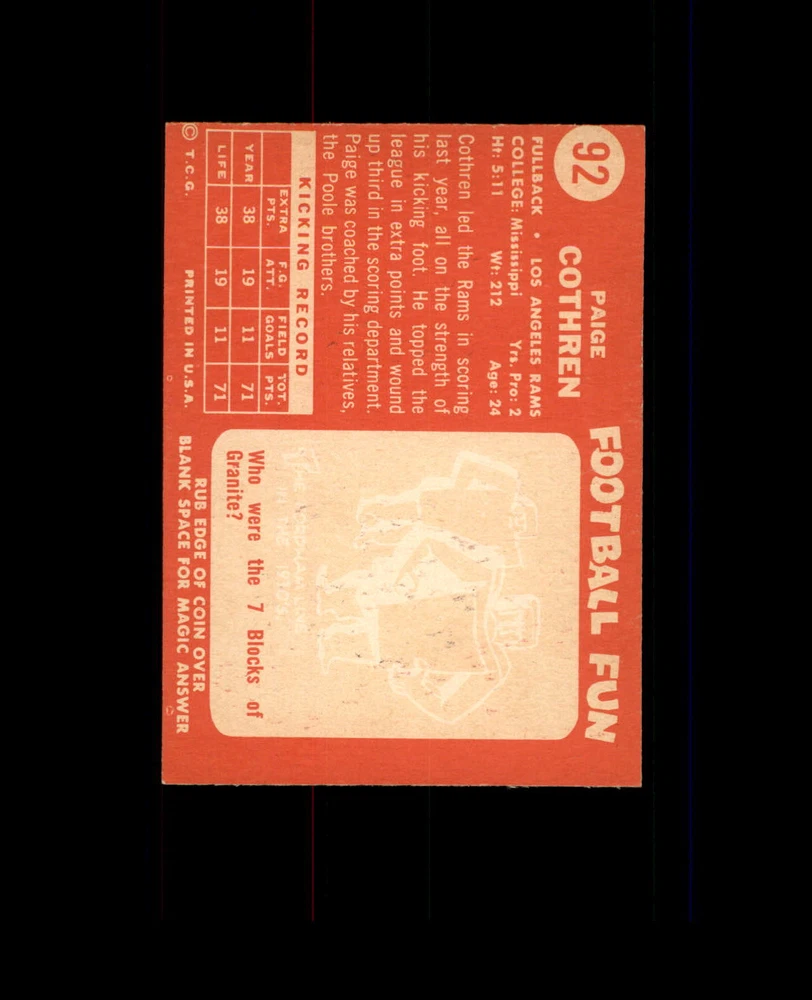 92
PAIGE
COTHREN
FULLBACK • LOS ANGELES RAMS
COLLEGE: Mississippi Yrs. Pro: 2
Ht: 5:11 Wt: 212 Age: 24
Cothren led the Rams in scoring
last year, all on the strength of
his kicking foot. He topped the
league in extra points and wound
up third in the scoring department.
Paige was coached by his relatives,
the Poole brothers.
KICKING RECORD
EXTRA PTS. F.G. ATT. FIELD GOALS TOT. PTS.
YEAR 38 19 11 71
LIFE 38 19 11 71
© T.C.G. PRINTED IN U.S.A.
FOOTBALL FUN
Who were the 7 Blocks of
Granite?
RUB EDGE OF COIN OVER
BLANK SPACE FOR MAGIC ANSWER